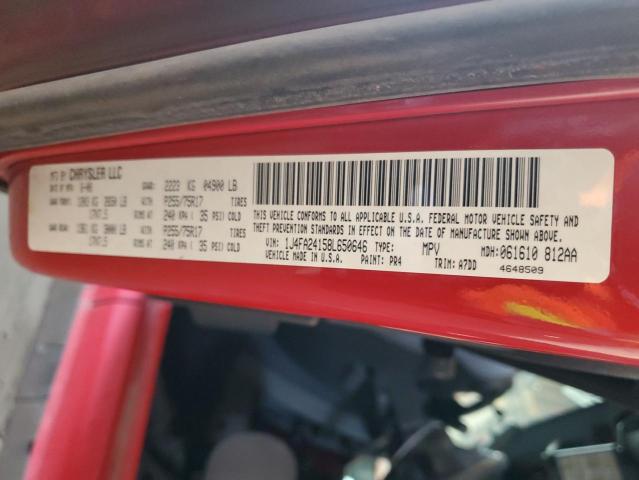 MFD BY CHRYSLER LLC
GVWR: 2223 KG 04900 LB
TIRES
P255/75R17
240 KPA ( 35 PSI) COLD
TIRES
P255/75R17
240 KPA ( 35 PSI) COLD
THIS VEHICLE CONFORMS TO ALL APPLICABLE U.S.A. FEDERAL MOTOR VEHICLE SAFETY AND
THEFT PREVENTION STANDARDS IN EFFECT ON THE DATE OF MANUFACTURE SHOWN ABOVE.
VIN: 1J4FA24158L650646 TYPE: MPV MDH: 061610 812AA
VEHICLE MADE IN U.S.A. PAINT: PR4 TRIM: A7DD 4648509